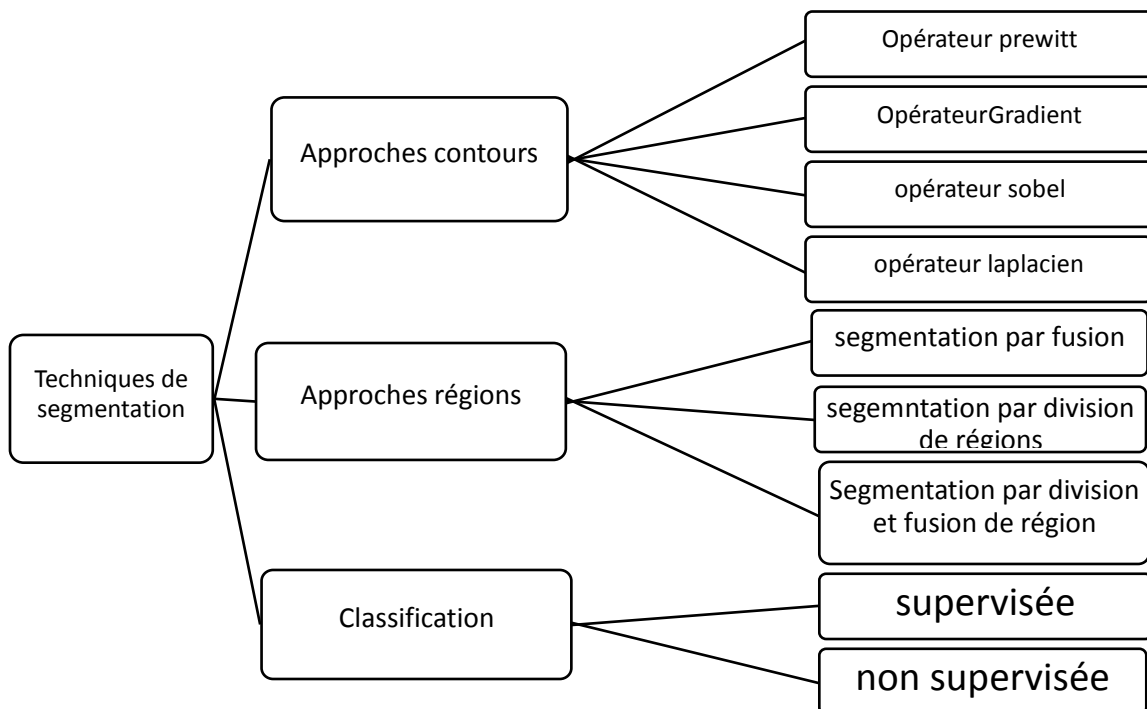 Techniques de
segmentation
Approches contours
Opérateur prewitt
OpérateurGradient
opérateur sobel
opérateur laplacien
Approches régions
segmentation par fusion
segemntation par division
de régions
Segmentation par division
et fusion de région
Classification
supervisée
non supervisée